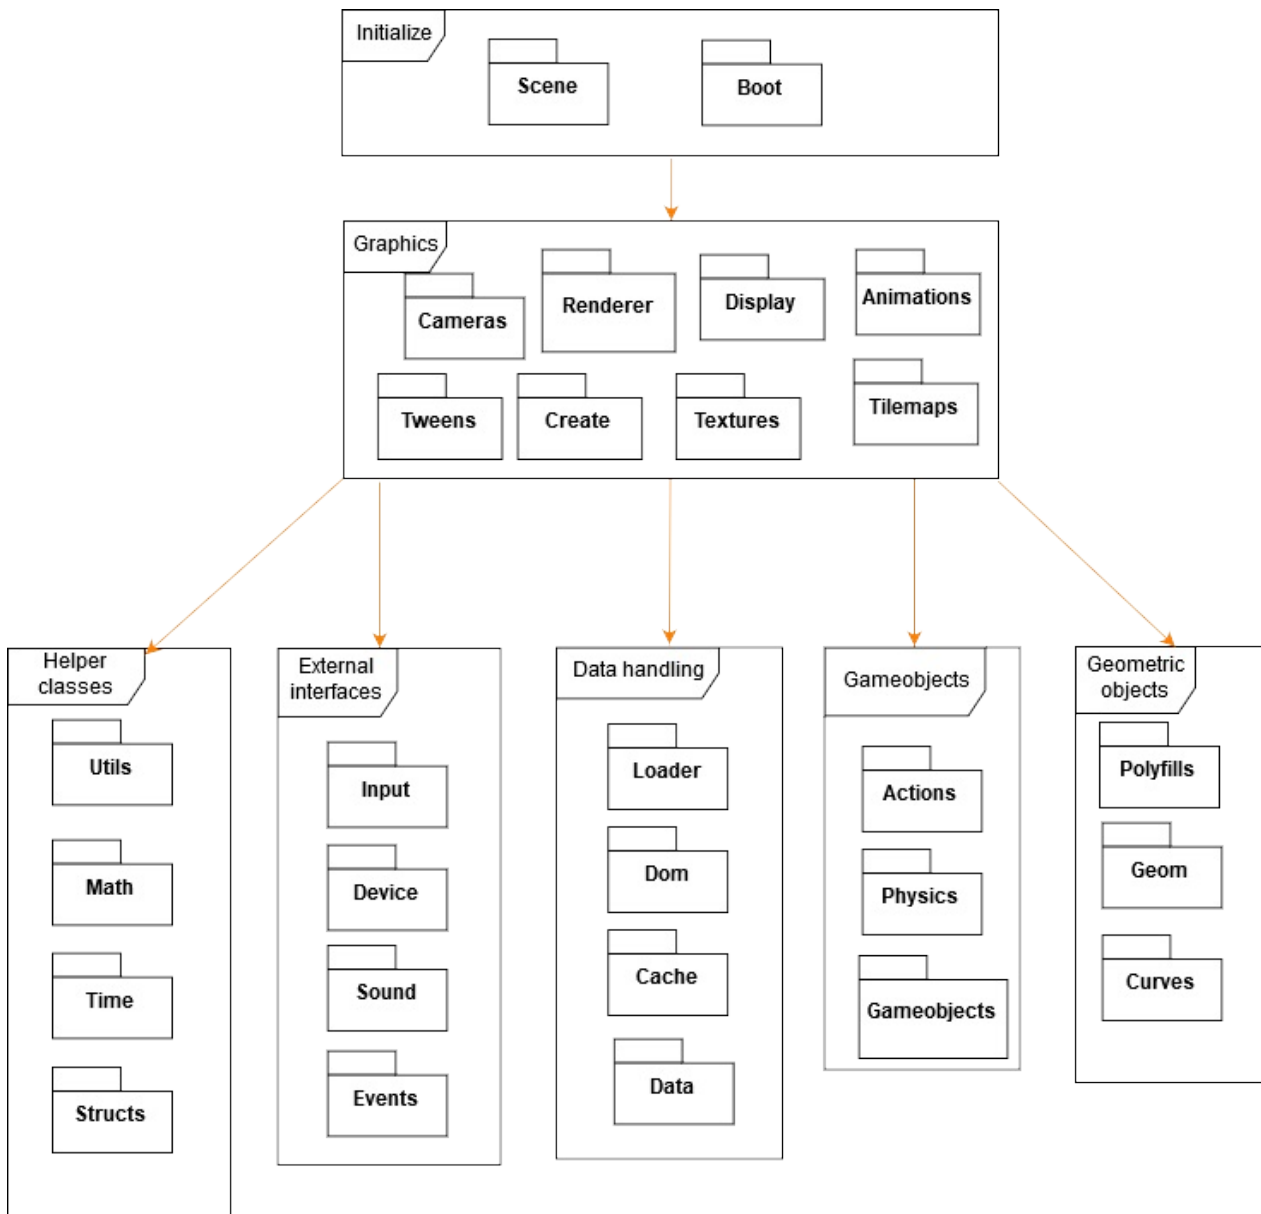 Initialize
Scene
Boot
Graphics
Cameras
Renderer
Display
Animations
Tweens
Create
Textures
Tilemaps
Helper
classes
Utils
Math
Time
Structs
External
interfaces
Input
Device
Sound
Events
Data handling
Loader
Dom
Cache
Data
Gameobjects
Actions
Physics
Gameobjects
Geometric
objects
Polyfills
Geom
Curves